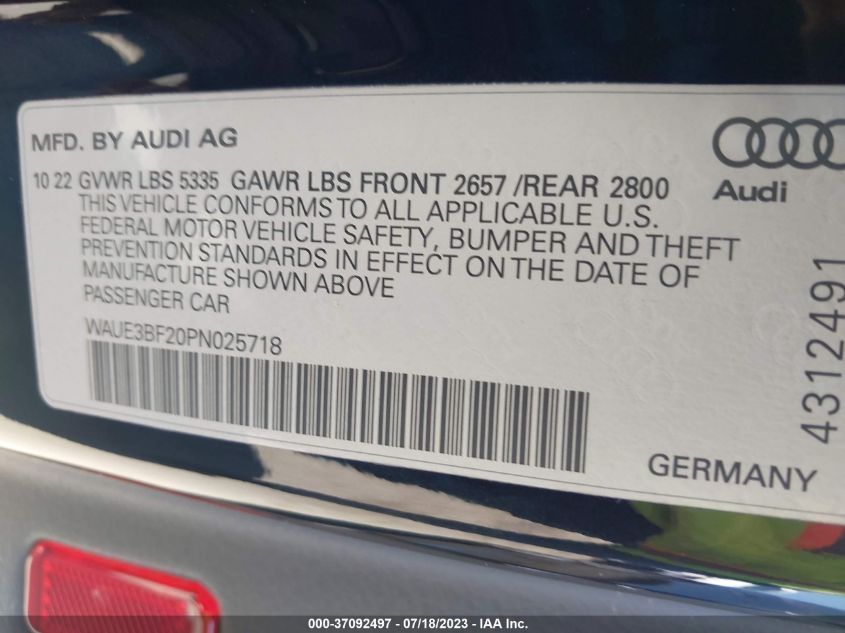 MFD. BY AUDI AG
10 22 GVWR LBS 5335 GAWR LBS FRONT 2657 /REAR 2800
THIS VEHICLE CONFORMS TO ALL APPLICABLE U.S.
FEDERAL MOTOR VEHICLE SAFETY, BUMPER AND THEFT
PREVENTION STANDARDS IN EFFECT ON THE DATE OF
MANUFACTURE SHOWN ABOVE
PASSENGER CAR
WAUE3BF20PN025718
Audi
4312491
GERMANY
000-37092497 / 07/18/2023 - IAA Inc.